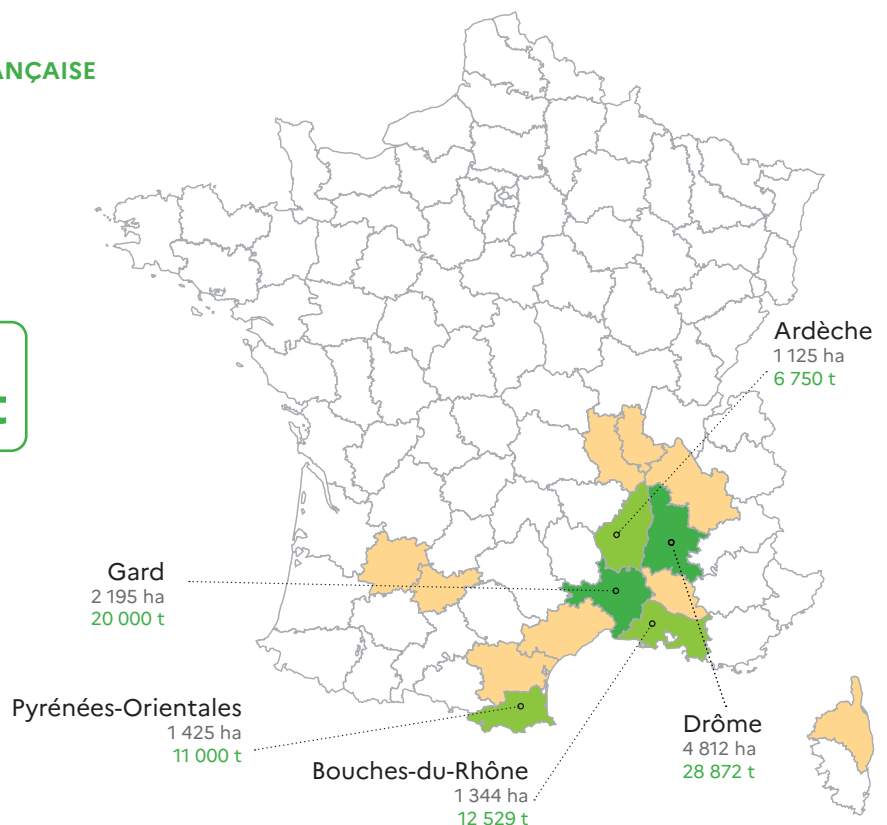 Ardèche
1 125 ha
6 750 t
Gard
2 195 ha
20 000 t
Pyrénées-Orientales
1 425 ha
11 000 t
Bouches-du-Rhône
1 344 ha
12 529 t
Drôme
4 812 ha
28 872 t